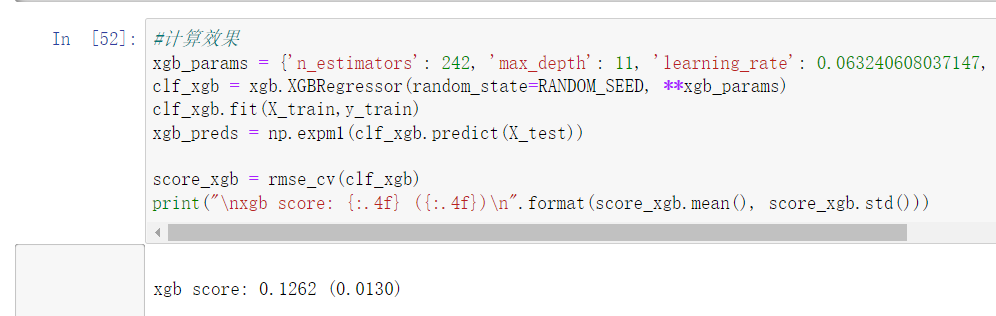 In [52]:
#计算效果
xgb_params = {'n_estimators': 242, 'max_depth': 11, 'learning_rate': 0.063240608037147,
clf_xgb = xgb.XGBRegressor(random_state=RANDOM_SEED, **xgb_params)
clf_xgb.fit(X_train,y_train)
xgb_preds = np.expm1(clf_xgb.predict(X_test))
score_xgb = rmse_cv(clf_xgb)
print("\nxgb score: {:.4f} ({:.4f})\n".format(score_xgb.mean(), score_xgb.std()))
xgb score: 0.1262 (0.0130)